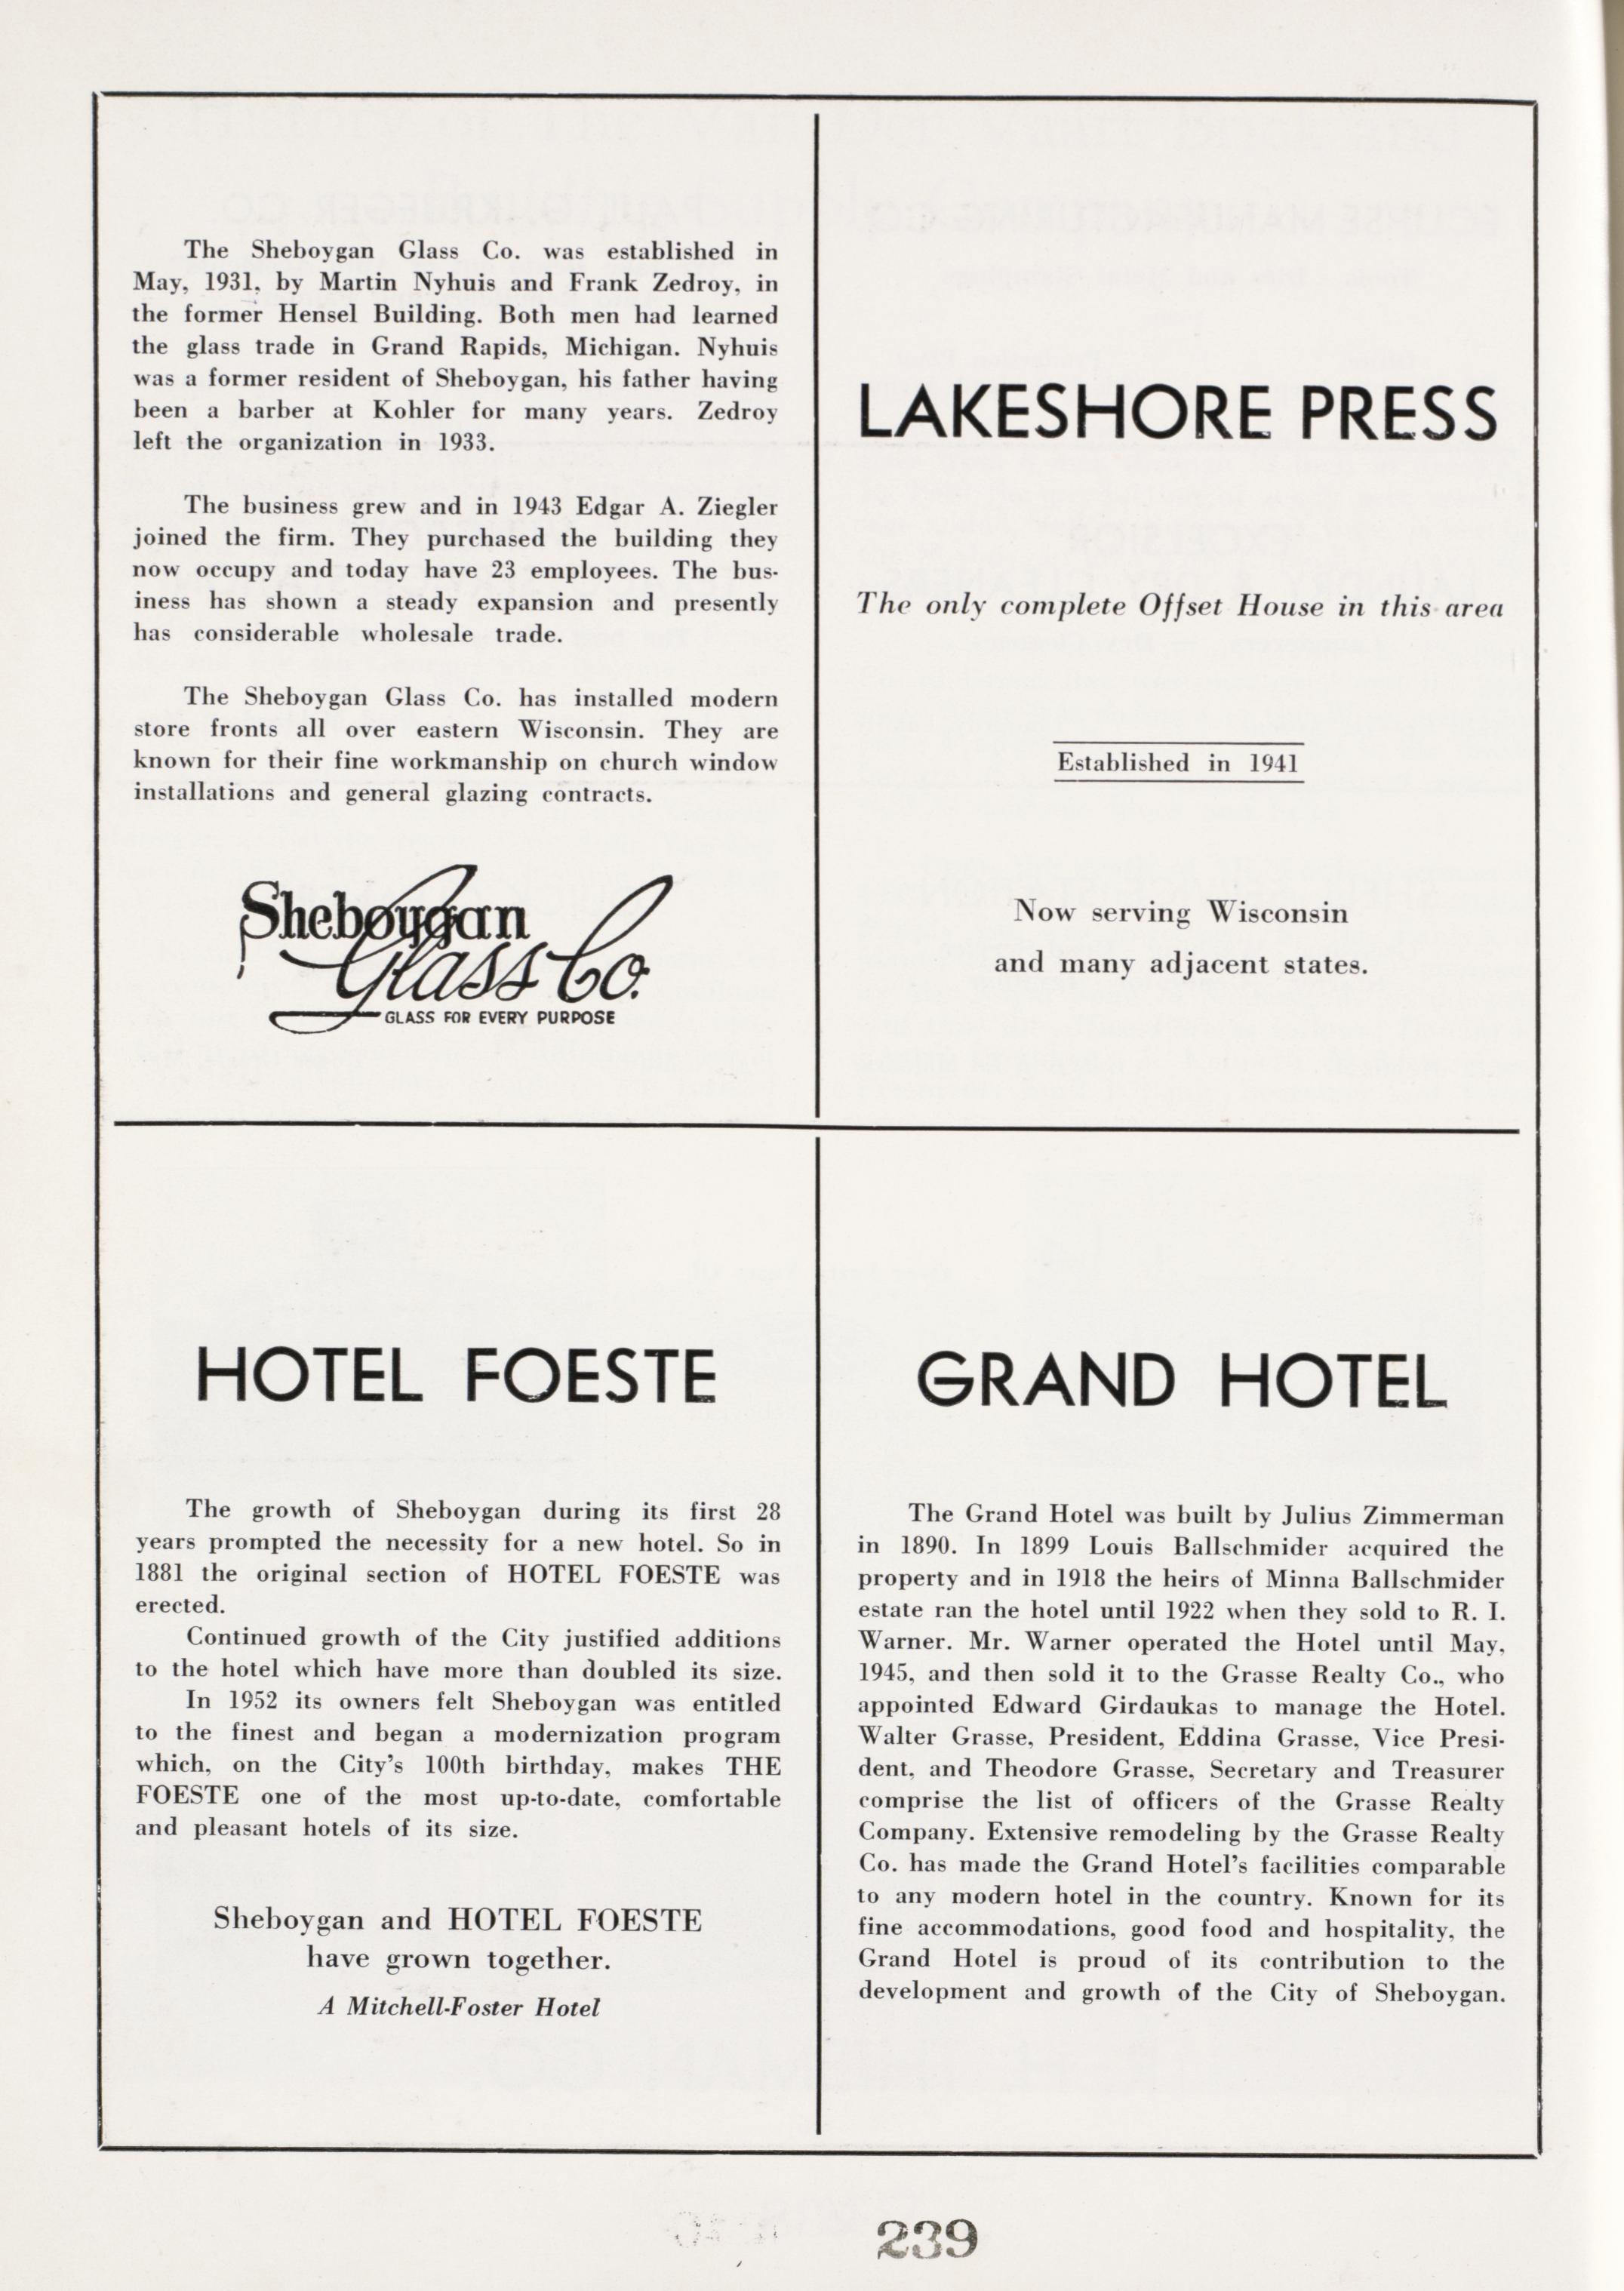 The Sheboygan Glass Co. was established in
May, 1931, by Martin Nyhuis and Frank Zedroy, in
the former Hensel Building. Both men had learned
the glass trade in Grand Rapids, Michigan. Nyhuis
was a former resident of Sheboygan, his father having
been a barber at Kohler for many years. Zedroy
left the organization in 1933.
The business grew and in 1943 Edgar A. Ziegler
joined the firm. They purchased the building they
now occupy and today have 23 employees. The bus-
iness has shown a steady expansion and presently
has considerable wholesale trade.
The Sheboygan Glass Co. has installed modern
store fronts all over eastern Wisconsin. They are
known for their fine workmanship on church window
installations and general glazing contracts.
Sheboygan
Glass Co.
GLASS FOR EVERY PURPOSE
LAKESHORE PRESS
The only complete Offset House in this area
Established in 1941
Now serving Wisconsin
and many adjacent states.
HOTEL FOESTE
The growth of Sheboygan during its first 28
years prompted the necessity for a new hotel. So in
1881 the original section of HOTEL FOESTE was
erected.
Continued growth of the City justified additions
to the hotel which have more than doubled its size.
In 1952 its owners felt Sheboygan was entitled
to the finest and began a modernization program
which, on the City's 100th birthday, makes THE
FOESTE one of the most up-to-date, comfortable
and pleasant hotels of its size.
Sheboygan and HOTEL FOESTE
have grown together.
A Mitchell-Foster Hotel
GRAND HOTEL
The Grand Hotel was built by Julius Zimmerman
in 1890. In 1899 Louis Ballschmider acquired the
property and in 1918 the heirs of Minna Ballschmider
estate ran the hotel until 1922 when they sold to R. I.
Warner. Mr. Warner operated the Hotel until May,
1945, and then sold it to the Grasse Realty Co., who
appointed Edward Girdaukas to manage the Hotel.
Walter Grasse, President, Eddina Grasse, Vice Presi-
dent, and Theodore Grasse, Secretary and Treasurer
comprise the list of officers of the Grasse Realty
Company. Extensive remodeling by the Grasse Realty
Co. has made the Grand Hotel's facilities comparable
to any modern hotel in the country. Known for its
fine accommodations, good food and hospitality, the
Grand Hotel is proud of its contribution to the
development and growth of the City of Sheboygan.
239